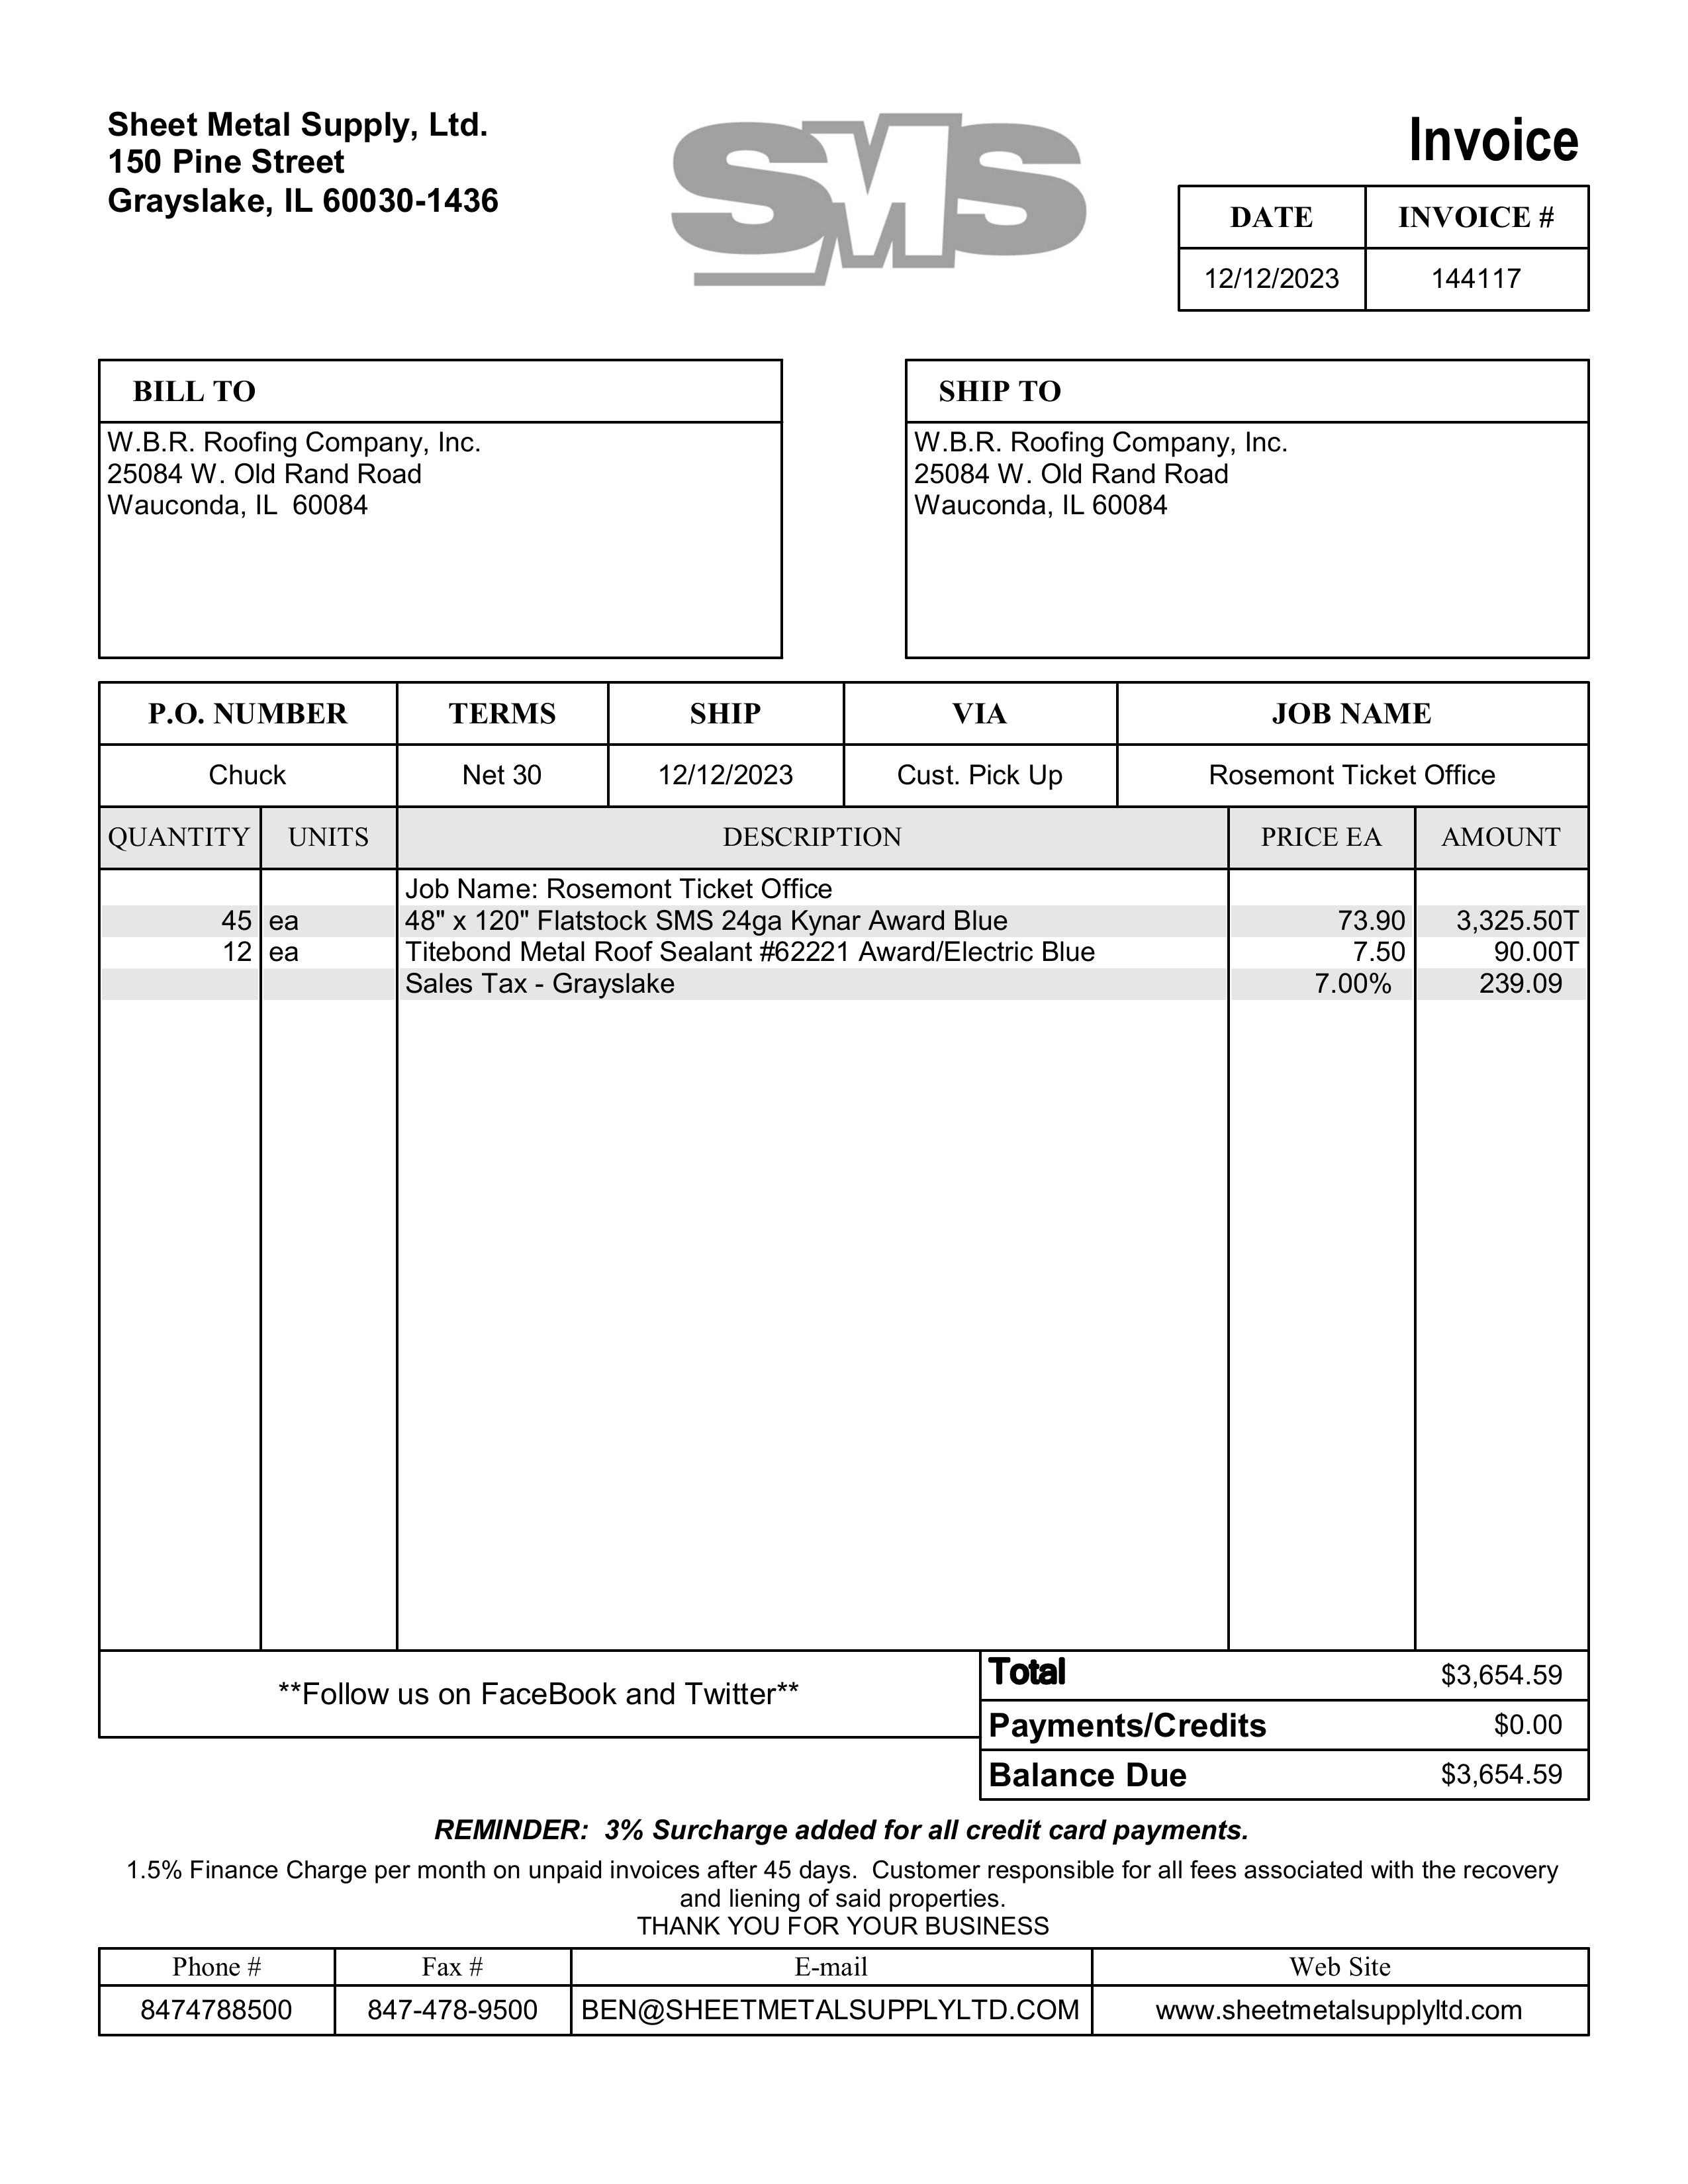 Sheet Metal Supply, Ltd.
150 Pine Street
Grayslake, IL 60030-1436
SMS
Invoice
DATE INVOICE #
12/12/2023 144117
BILL TO
W.B.R. Roofing Company, Inc.
25084 W. Old Rand Road
Wauconda, IL  60084
SHIP TO
W.B.R. Roofing Company, Inc.
25084 W. Old Rand Road
Wauconda, IL 60084
P.O. NUMBER TERMS SHIP VIA JOB NAME
Chuck Net 30 12/12/2023 Cust. Pick Up Rosemont Ticket Office
QUANTITY UNITS DESCRIPTION PRICE EA AMOUNT
Job Name: Rosemont Ticket Office
45 ea 48" x 120" Flatstock SMS 24ga Kynar Award Blue 73.90 3,325.50T
12 ea Titebond Metal Roof Sealant #62221 Award/Electric Blue 7.50 90.00T
Sales Tax - Grayslake 7.00% 239.09
**Follow us on FaceBook and Twitter**
Total $3,654.59
Payments/Credits $0.00
Balance Due $3,654.59
REMINDER:  3% Surcharge added for all credit card payments.
1.5% Finance Charge per month on unpaid invoices after 45 days.  Customer responsible for all fees associated with the recovery
and liening of said properties.
THANK YOU FOR YOUR BUSINESS
Phone # Fax # E-mail Web Site
8474788500 847-478-9500 BEN@SHEETMETALSUPPLYLTD.COM www.sheetmetalsupplyltd.com